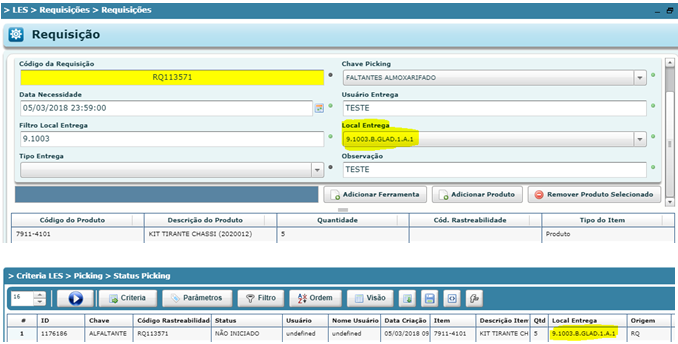 > LES > Requisições > Requisições
Requisição
Código da Requisição Chave Picking
RQ113571 FALTANTES ALMOXARIFADO
Data Necessidade Usuário Entrega
05/03/2018 23:59:00 TESTE
Filtro Local Entrega Local Entrega
9.1003 9.1003.B.GLAD.1.A.1
Tipo Entrega Observação
TESTE
Adicionar Ferramenta Adicionar Produto Remover Produto Selecionado
Código do Produto Descrição do Produto Quantidade Cód. Rastreabilidade Tipo do Item
7911-4101 KIT TIRANTE CHASSI (2020012) 5 Produto
> Criteria LES > Picking > Status Picking
16 Criteria Parâmetros Filtro Ordem Visão
# ID Chave Código Rastreabilidad Status Usuário Nome Usuário Data Criação Item Descrição Item Qtd Local Entrega Origem
1 1176186 ALFALTANTE RQ113571 NÃO INICIADO undefined undefined 05/03/2018 09 7911-4101 KIT TIRANTE CH 5 9.1003.B.GLAD.1.A.1 RQ